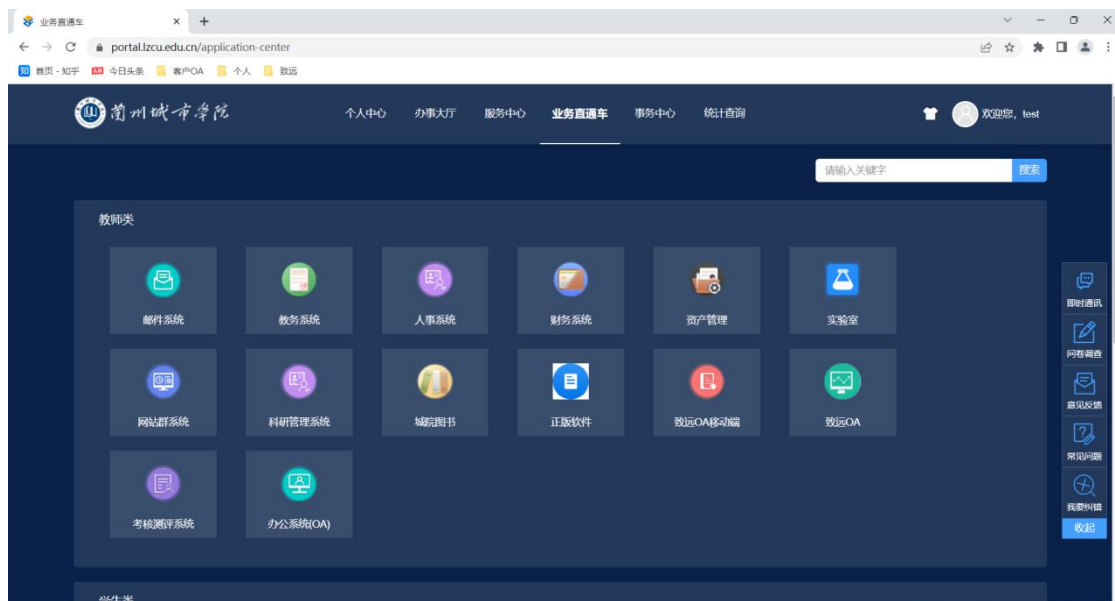 业务直通车
portal.lzcu.edu.cn/application-center
知 首页 - 知乎 头条 今日头条 客户OA 个人 致远
兰州城市学院 个人中心 办事大厅 服务中心 业务直通车 事务中心 统计查询 欢迎您，test
请输入关键字 搜索
教师类
邮件系统 教务系统 人事系统 财务系统 资产管理 实验室
网站群系统 科研管理系统 城院图书 正版软件 致远OA移动端 致远OA
考核测评系统 办公系统(OA)
即时通讯
问卷调查
意见反馈
常见问题
我要纠错
收起
学生类